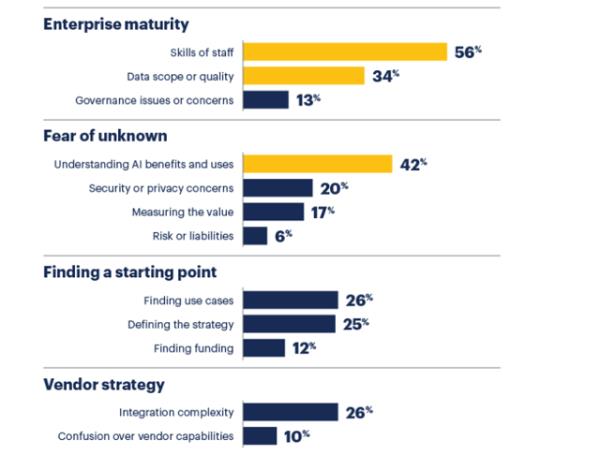 Enterprise maturity
Skills of staff 56%
Data scope or quality 34%
Governance issues or concerns 13%
Fear of unknown
Understanding AI benefits and uses 42%
Security or privacy concerns 20%
Measuring the value 17%
Risk or liabilities 6%
Finding a starting point
Finding use cases 26%
Defining the strategy 25%
Finding funding 12%
Vendor strategy
Integration complexity 26%
Confusion over vendor capabilities 10%